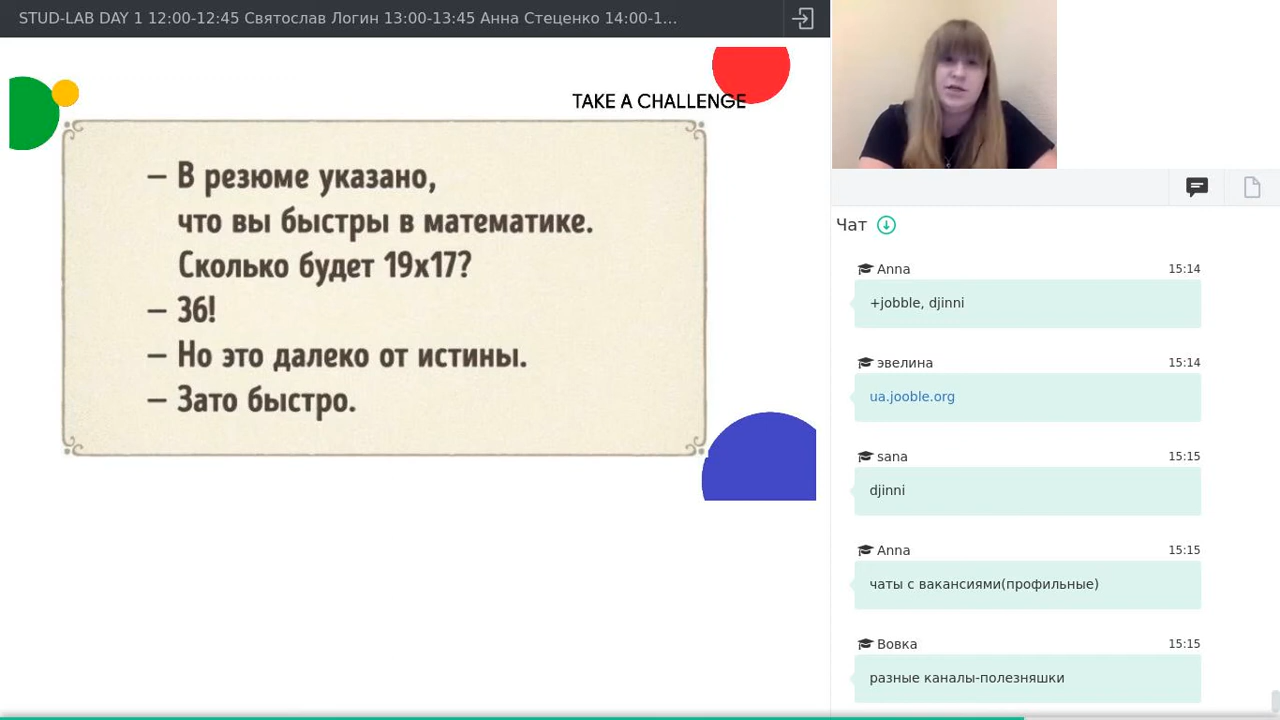 STUD-LAB DAY 1 12:00-12:45 Святослав Логин 13:00-13:45 Анна Стеценко 14:00-1…
TAKE A CHALLENGE
– В резюме указано,
что вы быстры в математике.
Сколько будет 19x17?
– 36!
– Но это далеко от истины.
– Зато быстро.
Чат
Anna 15:14
+jobble, djinni
эвелина 15:14
ua.jooble.org
sana 15:15
djinni
Anna 15:15
чаты с вакансиями(профильные)
Вовка 15:15
разные каналы-полезняшки